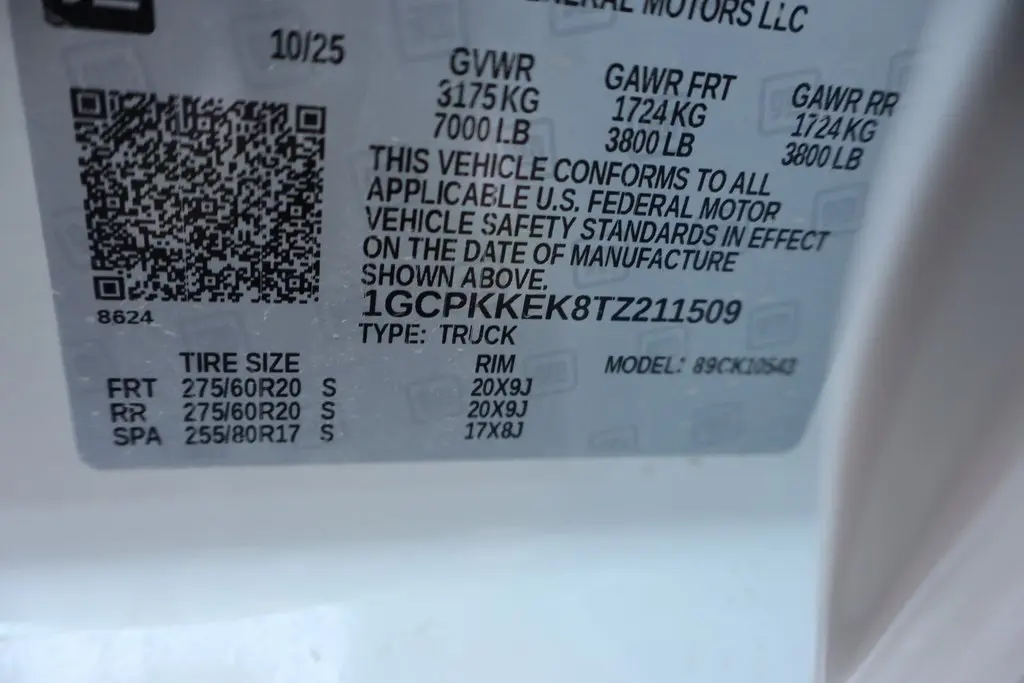 GENERAL MOTORS LLC
10/25
GVWR GAWR FRT GAWR RR
3175 KG 1724 KG 1724 KG
7000 LB 3800 LB 3800 LB
THIS VEHICLE CONFORMS TO ALL
APPLICABLE U.S. FEDERAL MOTOR
VEHICLE SAFETY STANDARDS IN EFFECT
ON THE DATE OF MANUFACTURE
SHOWN ABOVE.
8624
1GCPKKEK8TZ211509
TYPE: TRUCK
TIRE SIZE RIM MODEL: 89CK10543
FRT 275/60R20 S 20X9J
RR 275/60R20 S 20X9J
SPA 255/80R17 S 17X8J